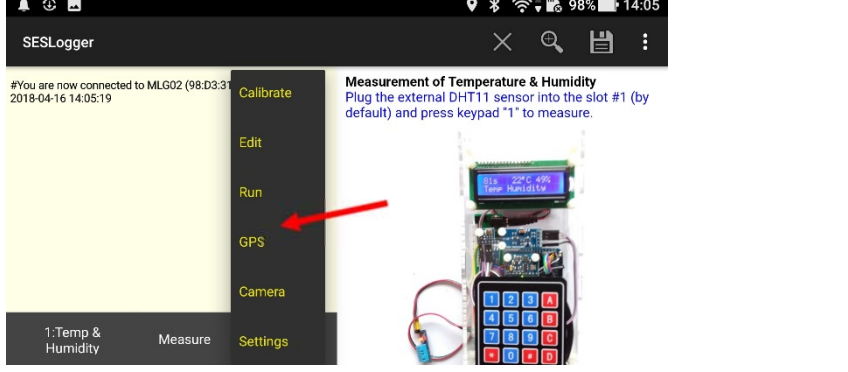 98% 14:05
SESLogger
#You are now connected to MLG02 (98:D3:31
2018-04-16 14:05:19
Calibrate
Edit
Run
GPS
Camera
Settings
1:Temp &
Humidity
Measure
Measurement of Temperature & Humidity
Plug the external DHT11 sensor into the slot #1 (by
default) and press keypad "1" to measure.
81s 22°C 49%
Temp Humidity
1 2 3 A
4 5 6 B
7 8 9 C
* 0 # D